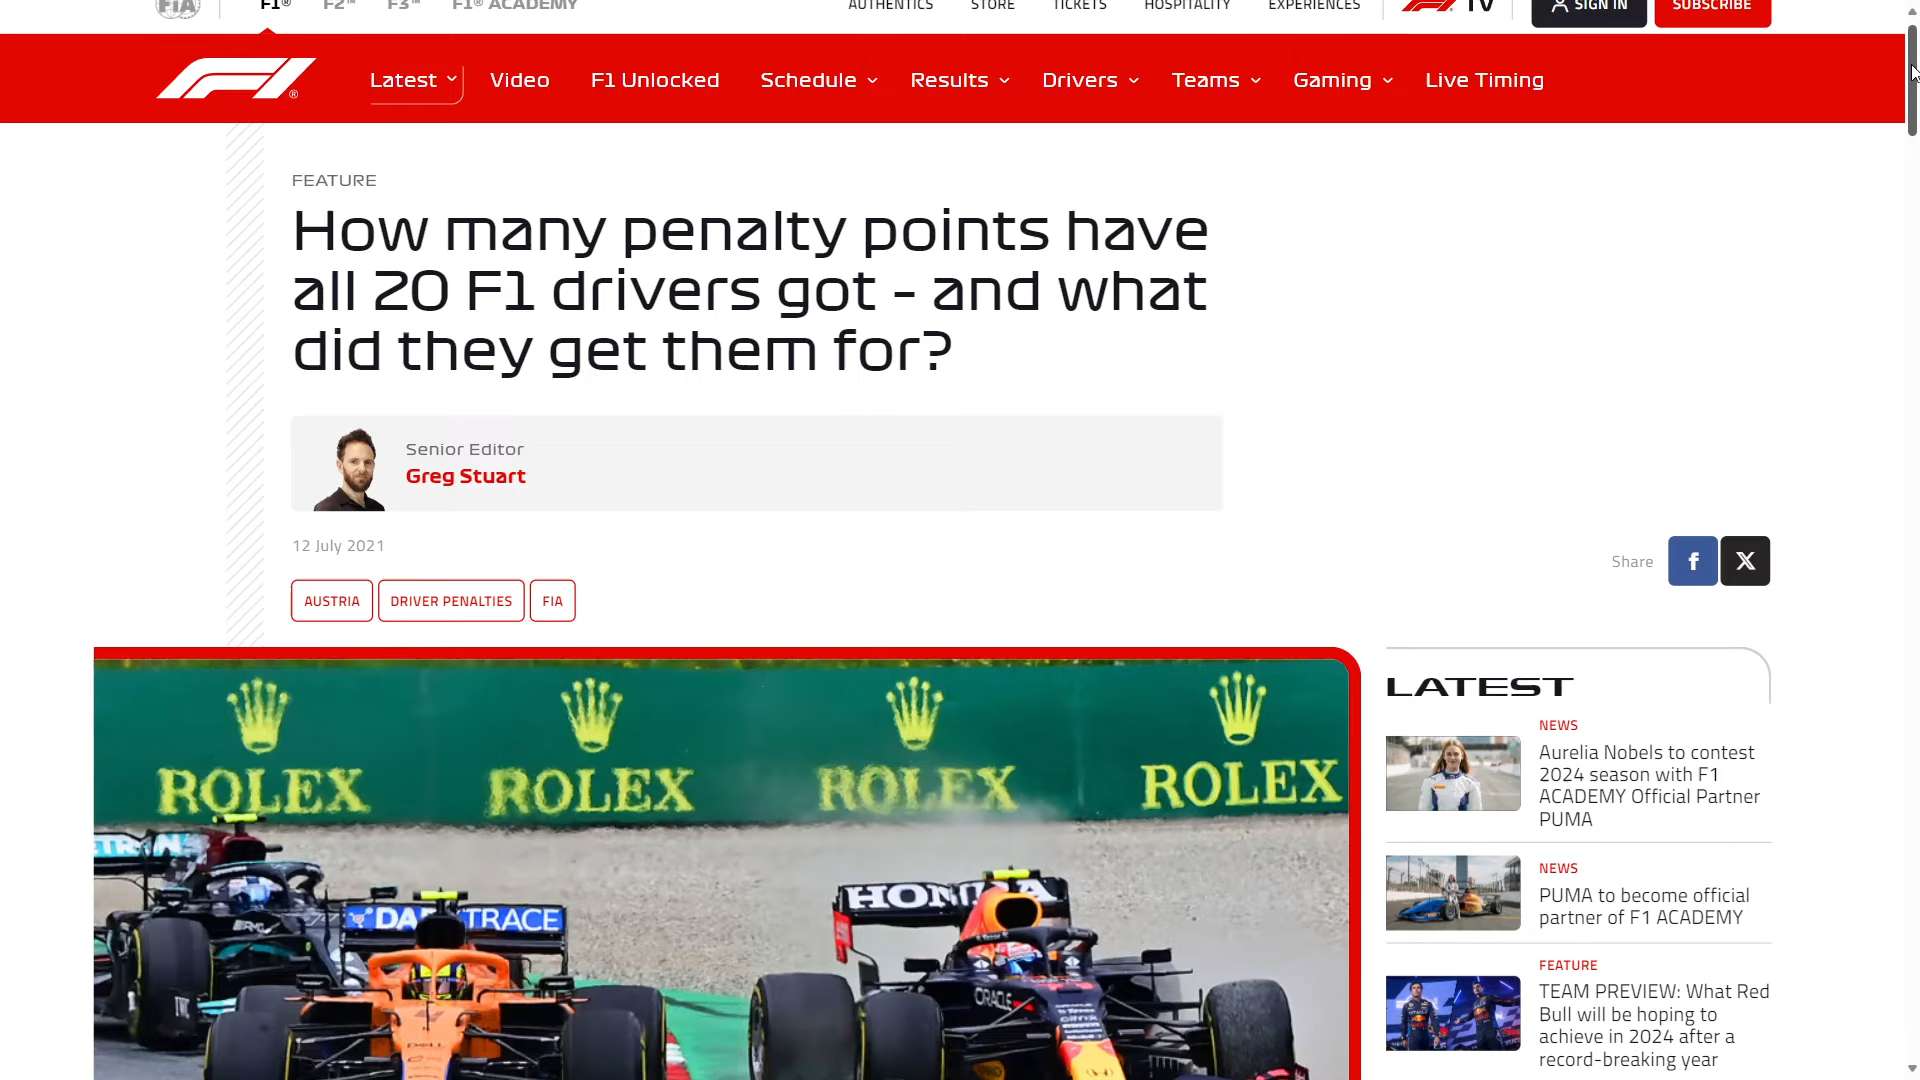 FIA
F1® F2™ F3™ F1® ACADEMY
AUTHENTICS STORE TICKETS HOSPITALITY EXPERIENCES
F1 TV
SIGN IN
SUBSCRIBE
Latest Video F1 Unlocked Schedule Results Drivers Teams Gaming Live Timing
FEATURE
How many penalty points have
all 20 F1 drivers got - and what
did they get them for?
Senior Editor
Greg Stuart
12 July 2021
Share
AUSTRIA DRIVER PENALTIES FIA
ROLEX ROLEX ROLEX ROLEX
HONDA
DARKTRACE
ORACLE
DELL
LATEST
NEWS
Aurelia Nobels to contest
2024 season with F1
ACADEMY Official Partner
PUMA
NEWS
PUMA to become official
partner of F1 ACADEMY
FEATURE
TEAM PREVIEW: What Red
Bull will be hoping to
achieve in 2024 after a
record-breaking year